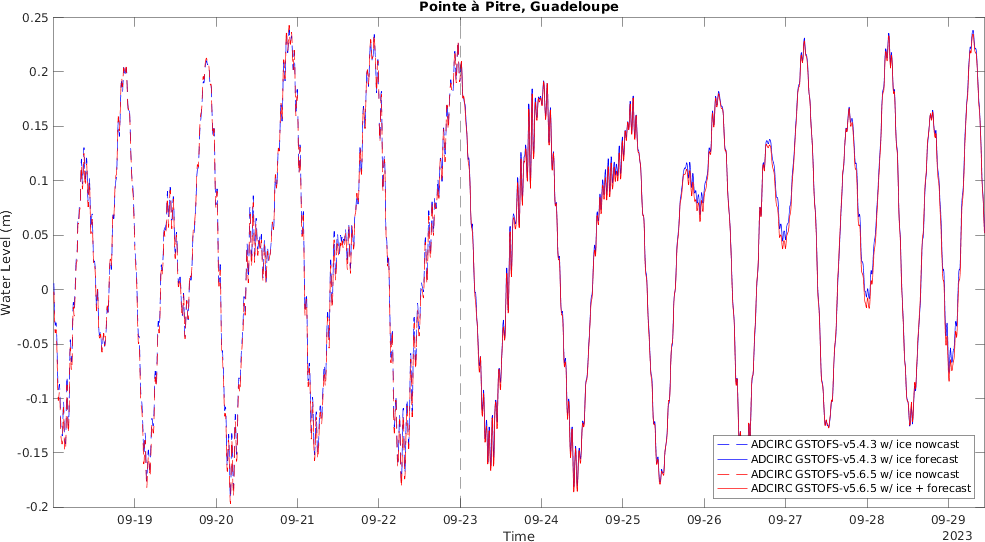 Pointe à Pitre, Guadeloupe
0.25
0.2
0.15
0.1
0.05
0
-0.05
-0.1
-0.15
-0.2
Water Level (m)
ADCIRC GSTOFS-v5.4.3 w/ ice nowcast
ADCIRC GSTOFS-v5.4.3 w/ ice forecast
ADCIRC GSTOFS-v5.6.5 w/ ice nowcast
ADCIRC GSTOFS-v5.6.5 w/ ice + forecast
09-19 09-20 09-21 09-22 09-23 09-24 09-25 09-26 09-27 09-28 09-29
Time
2023